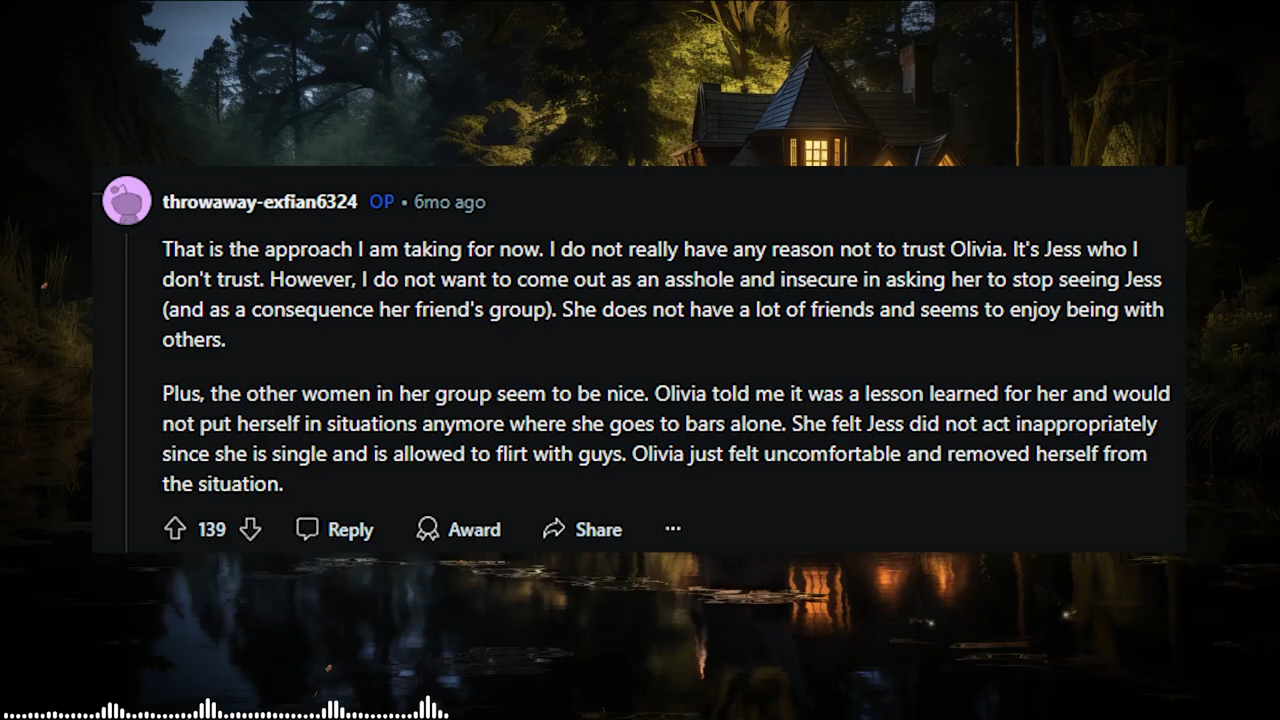 throwaway-exfian6324 OP • 6mo ago
That is the approach I am taking for now. I do not really have any reason not to trust Olivia. It's Jess who I
don't trust. However, I do not want to come out as an asshole and insecure in asking her to stop seeing Jess
(and as a consequence her friend's group). She does not have a lot of friends and seems to enjoy being with
others.
Plus, the other women in her group seem to be nice. Olivia told me it was a lesson learned for her and would
not put herself in situations anymore where she goes to bars alone. She felt Jess did not act inappropriately
since she is single and is allowed to flirt with guys. Olivia just felt uncomfortable and removed herself from
the situation.
139 Reply Award Share ...